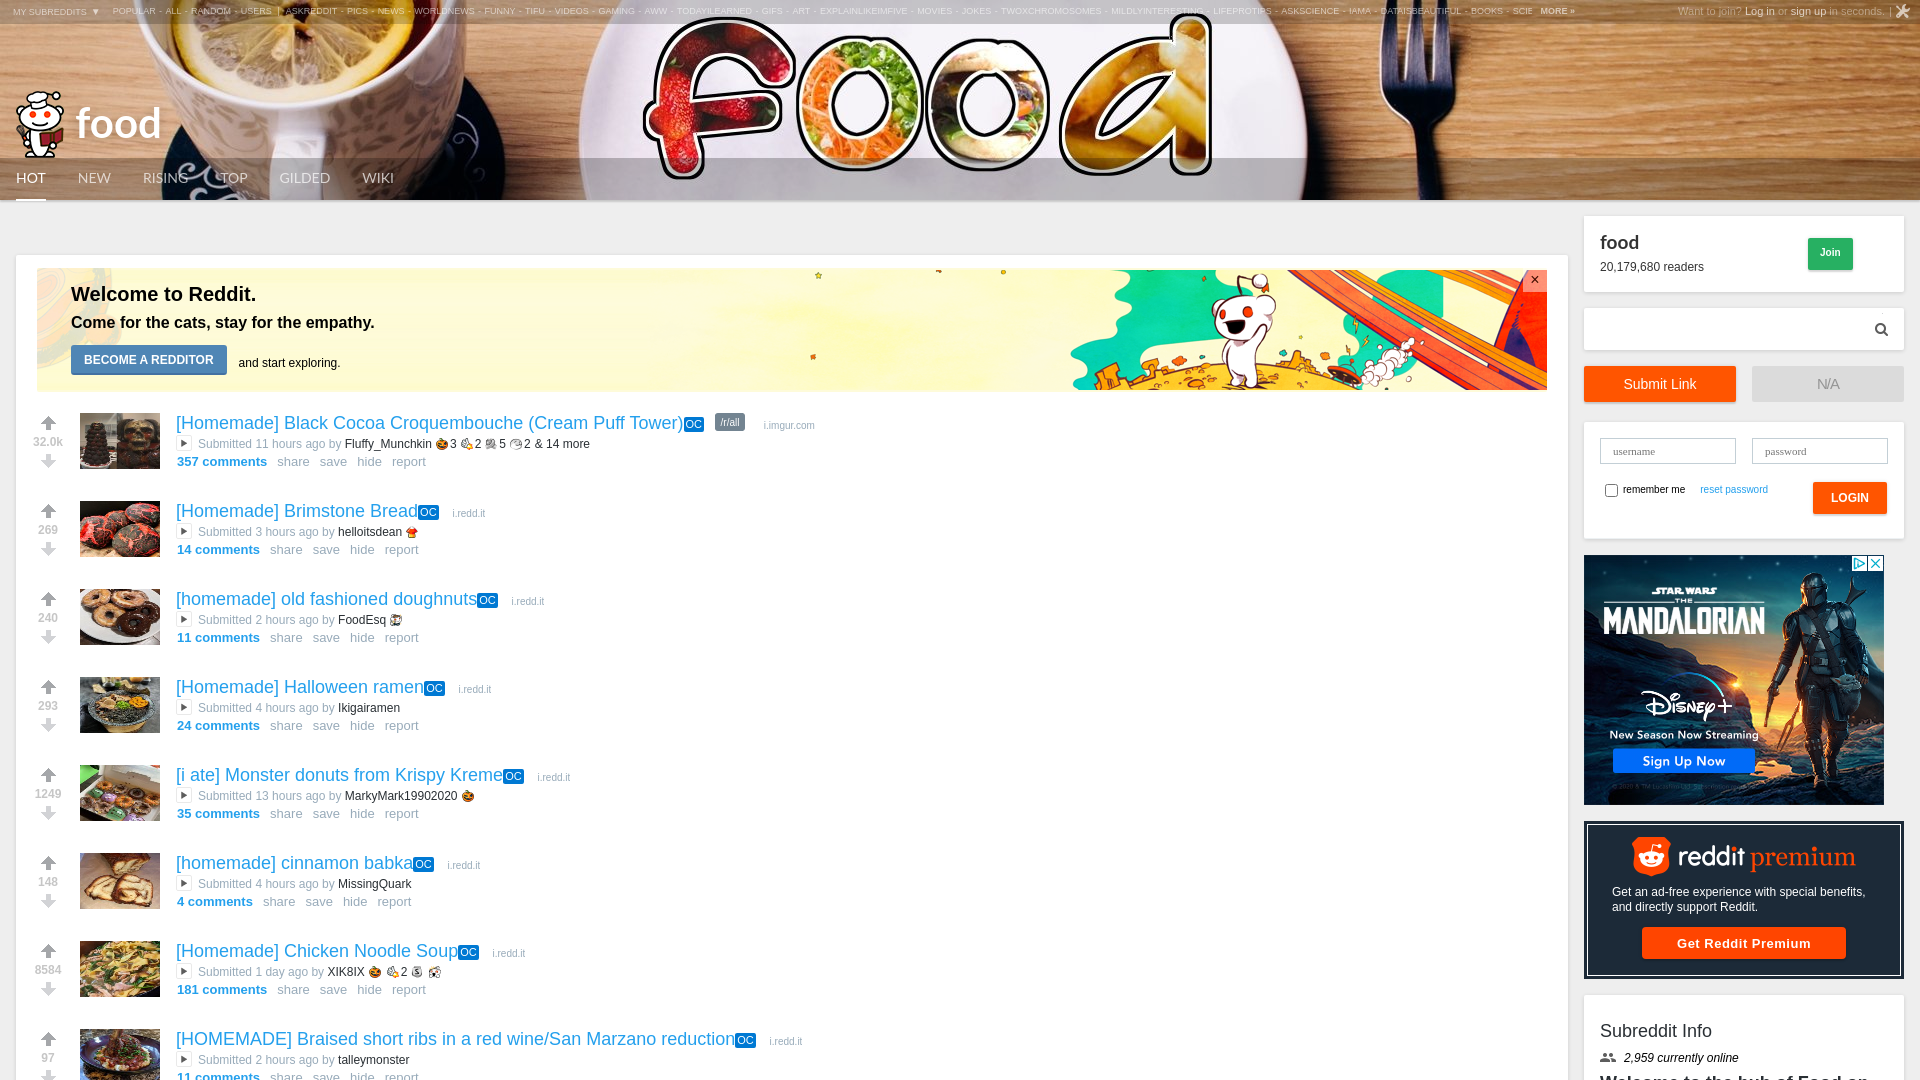 MY SUBREDDITS ▼ POPULAR - ALL - RANDOM - USERS | ASKREDDIT - PICS - NEWS - WORLDNEWS - FUNNY - TIFU - VIDEOS - GAMING - AWW - TODAYILEARNED - GIFS - ART - EXPLAINLIKEIMFIVE - MOVIES - JOKES - TWOXCHROMOSOMES - MILDLYINTERESTING - LIFEPROTIPS - ASKSCIENCE - IAMA - DATAISBEAUTIFUL - BOOKS - SCIE MORE »
Want to join? Log in or sign up in seconds. |
food
food
HOT NEW RISING TOP GILDED WIKI
Welcome to Reddit.
Come for the cats, stay for the empathy.
BECOME A REDDITOR and start exploring.
×
32.0k
[Homemade] Black Cocoa Croquembouche (Cream Puff Tower) OC /r/all i.imgur.com
Submitted 11 hours ago by Fluffy_Munchkin 3 2 5 2 & 14 more
357 comments share save hide report
269
[Homemade] Brimstone Bread OC i.redd.it
Submitted 3 hours ago by helloitsdean
14 comments share save hide report
240
[homemade] old fashioned doughnuts OC i.redd.it
Submitted 2 hours ago by FoodEsq
11 comments share save hide report
293
[Homemade] Halloween ramen OC i.redd.it
Submitted 4 hours ago by Ikigairamen
24 comments share save hide report
1249
[i ate] Monster donuts from Krispy Kreme OC i.redd.it
Submitted 13 hours ago by MarkyMark19902020
35 comments share save hide report
148
[homemade] cinnamon babka OC i.redd.it
Submitted 4 hours ago by MissingQuark
4 comments share save hide report
8584
[Homemade] Chicken Noodle Soup OC i.redd.it
Submitted 1 day ago by XIK8IX 2
181 comments share save hide report
97
[HOMEMADE] Braised short ribs in a red wine/San Marzano reduction OC i.redd.it
Submitted 2 hours ago by talleymonster
11 comments share save hide report
food
20,179,680 readers
Join
Submit Link
N/A
username
password
remember me reset password
LOGIN
STAR WARS
THE
MANDALORIAN
Disney+
New Season Now Streaming
Sign Up Now
reddit premium
Get an ad-free experience with special benefits,
and directly support Reddit.
Get Reddit Premium
Subreddit Info
2,959 currently online
Welcome to the hub of Food on